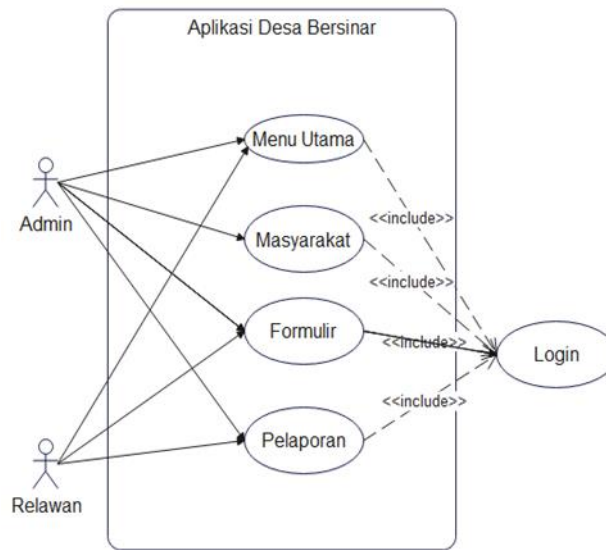 Aplikasi Desa Bersinar
Menu Utama
Admin
<<include>>
Masyarakat
<<include>>
Formulir
<<include>>
Login
<<include>>
Pelaporan
Relawan